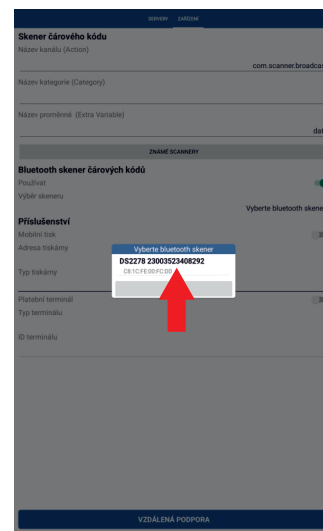 SERVERY ZAŘÍZENÍ
Skener čárového kódu
Název kanálu (Action)
com.scanner.broadcas
Název kategorie (Category)
Název proměnné (Extra Variable)
dat
ZNÁMÉ SCANNERY
Bluetooth skener čárových kódů
Používat
Výběr skeneru
Vyberte bluetooth skene
Příslušenství
Mobilní tisk
Adresa tiskárny
Vyberte bluetooth skener
DS2278 23003523408292
C8:1C:FE:00:FC:D0
Typ tiskárny
Platební terminál
Typ terminálu
ID terminálu
VZDÁLENÁ PODPORA